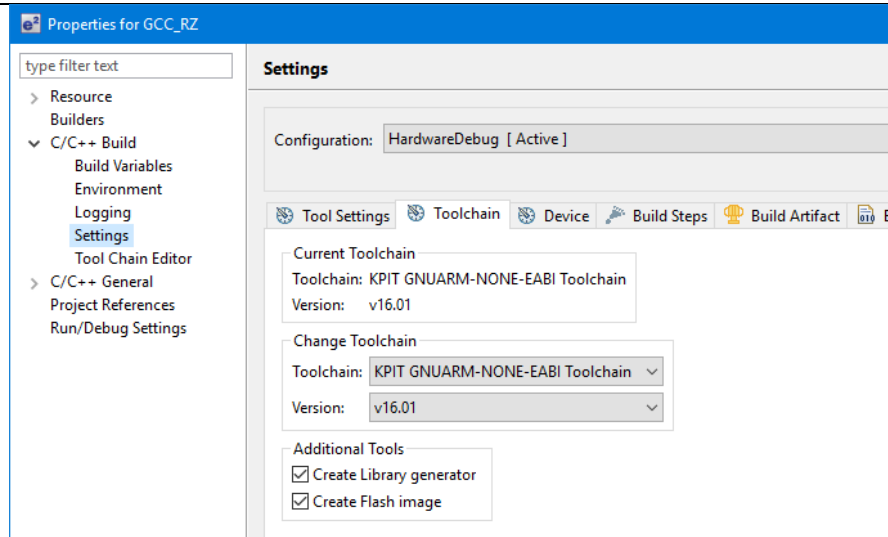 e² Properties for GCC_RZ
type filter text
Resource
Builders
C/C++ Build
Build Variables
Environment
Logging
Settings
Tool Chain Editor
C/C++ General
Project References
Run/Debug Settings
Settings
Configuration: HardwareDebug [ Active ]
Tool Settings Toolchain Device Build Steps Build Artifact
Current Toolchain
Toolchain: KPIT GNUARM-NONE-EABI Toolchain
Version: v16.01
Change Toolchain
Toolchain: KPIT GNUARM-NONE-EABI Toolchain
Version: v16.01
Additional Tools
Create Library generator
Create Flash image